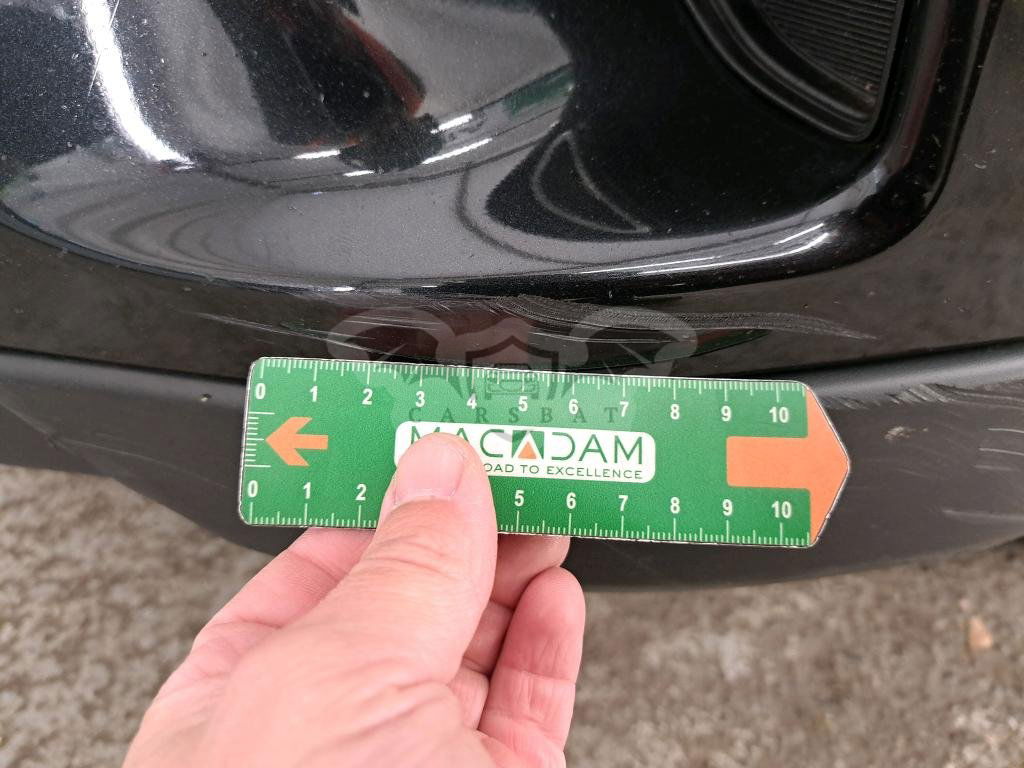 0 1 2 3 4 5 6 7 8 9 10
CARSBAT
MACADAM
OAD TO EXCELLENCE
0 1 2 5 6 7 8 9 10